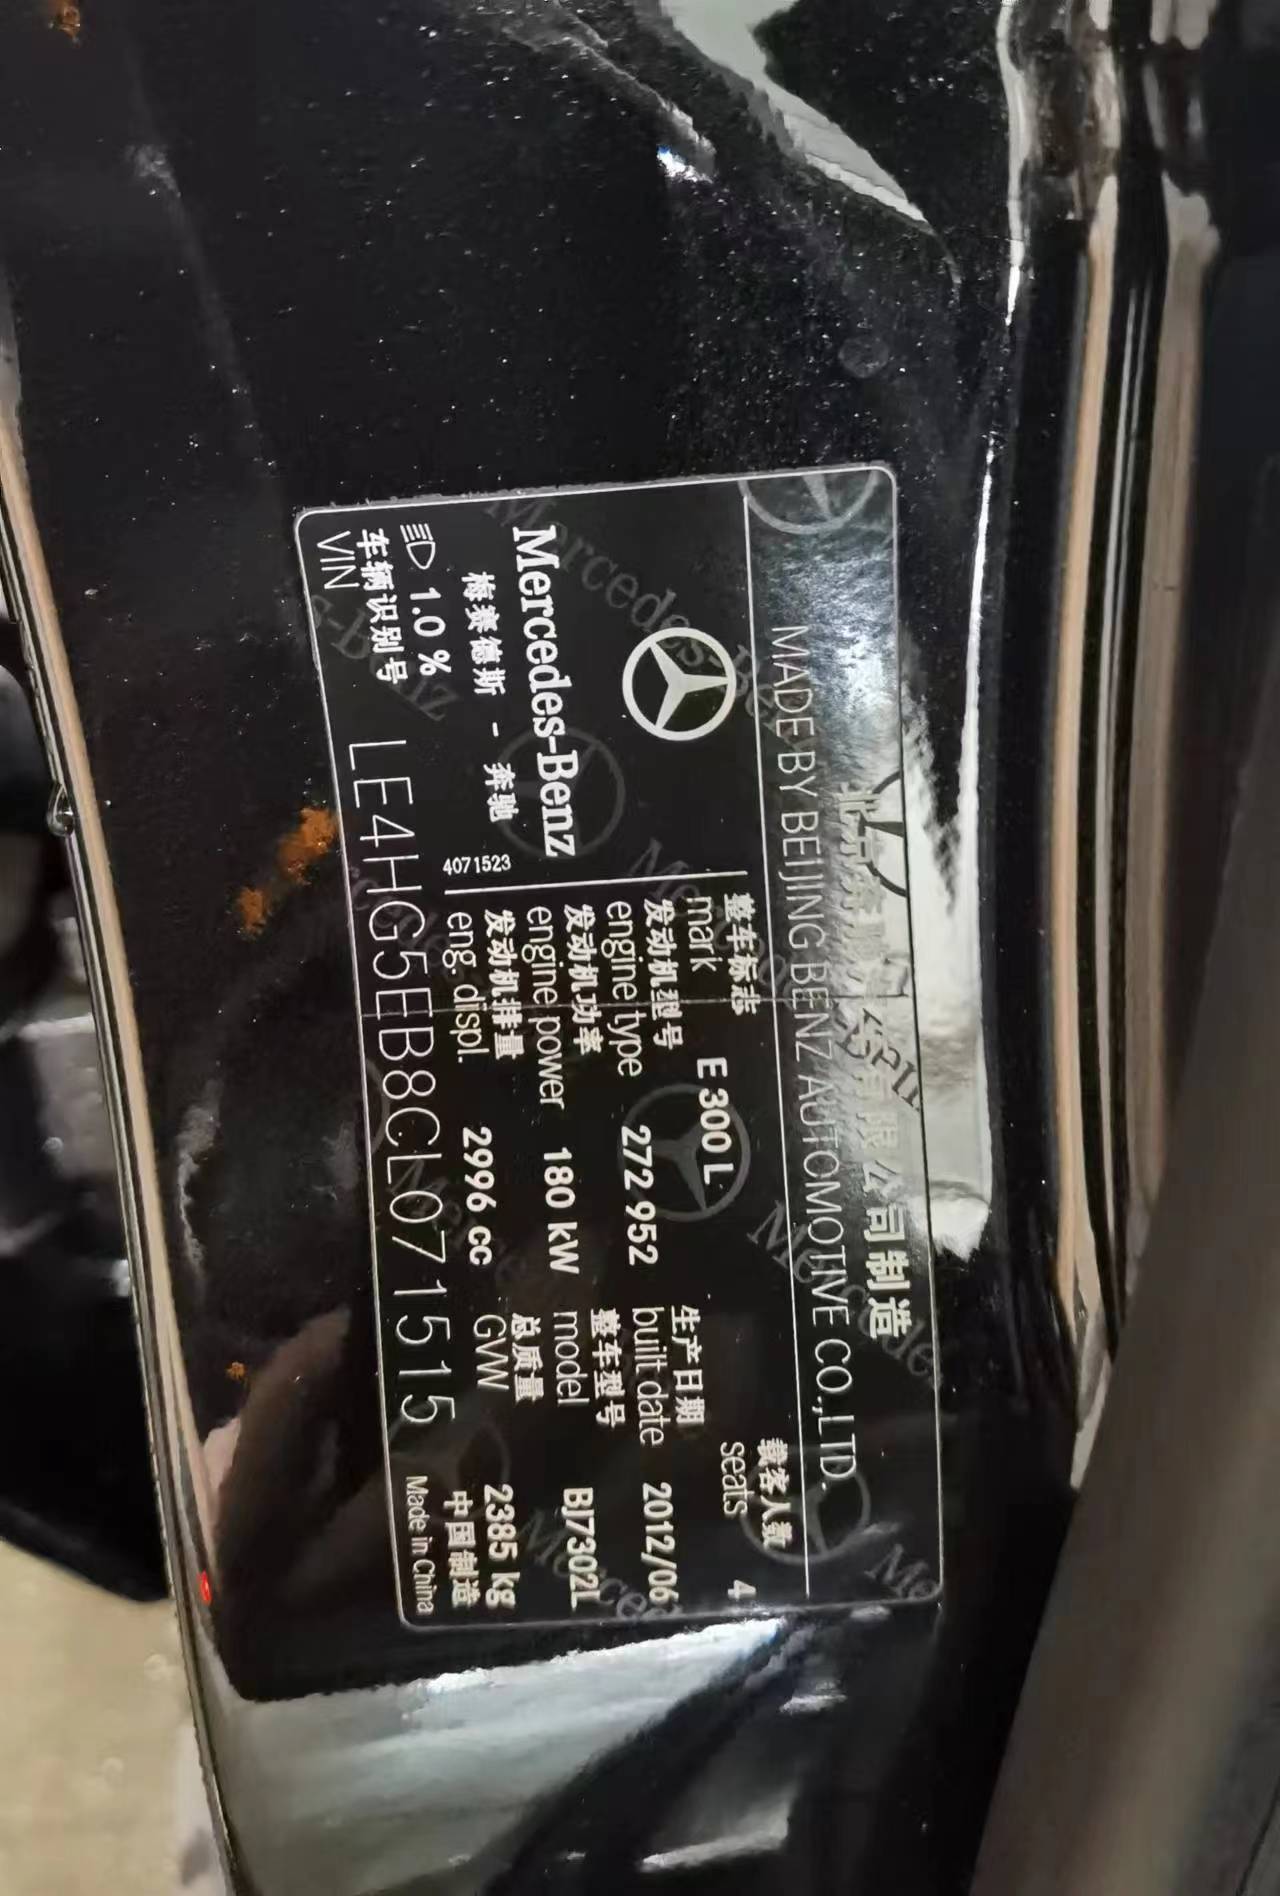 北京奔驰汽车有限公司制造
MADE BY BEIJING BENZ AUTOMOTIVE CO.,LTD.
Mercedes-Benz
梅赛德斯 - 奔驰
1.0 %
4071523
整车标志
mark
E 300 L
载客人数
seats
4
发动机型号
engine type
272 952
生产日期
built date
2012/06
发动机功率
engine power
180 kW
整车型号
model
BJ7302L
发动机排量
eng. displ.
2996 cc
总质量
GVW
2385 kg
车辆识别号
VIN
LE4HG5EB8CL071515
中国制造
Made in China